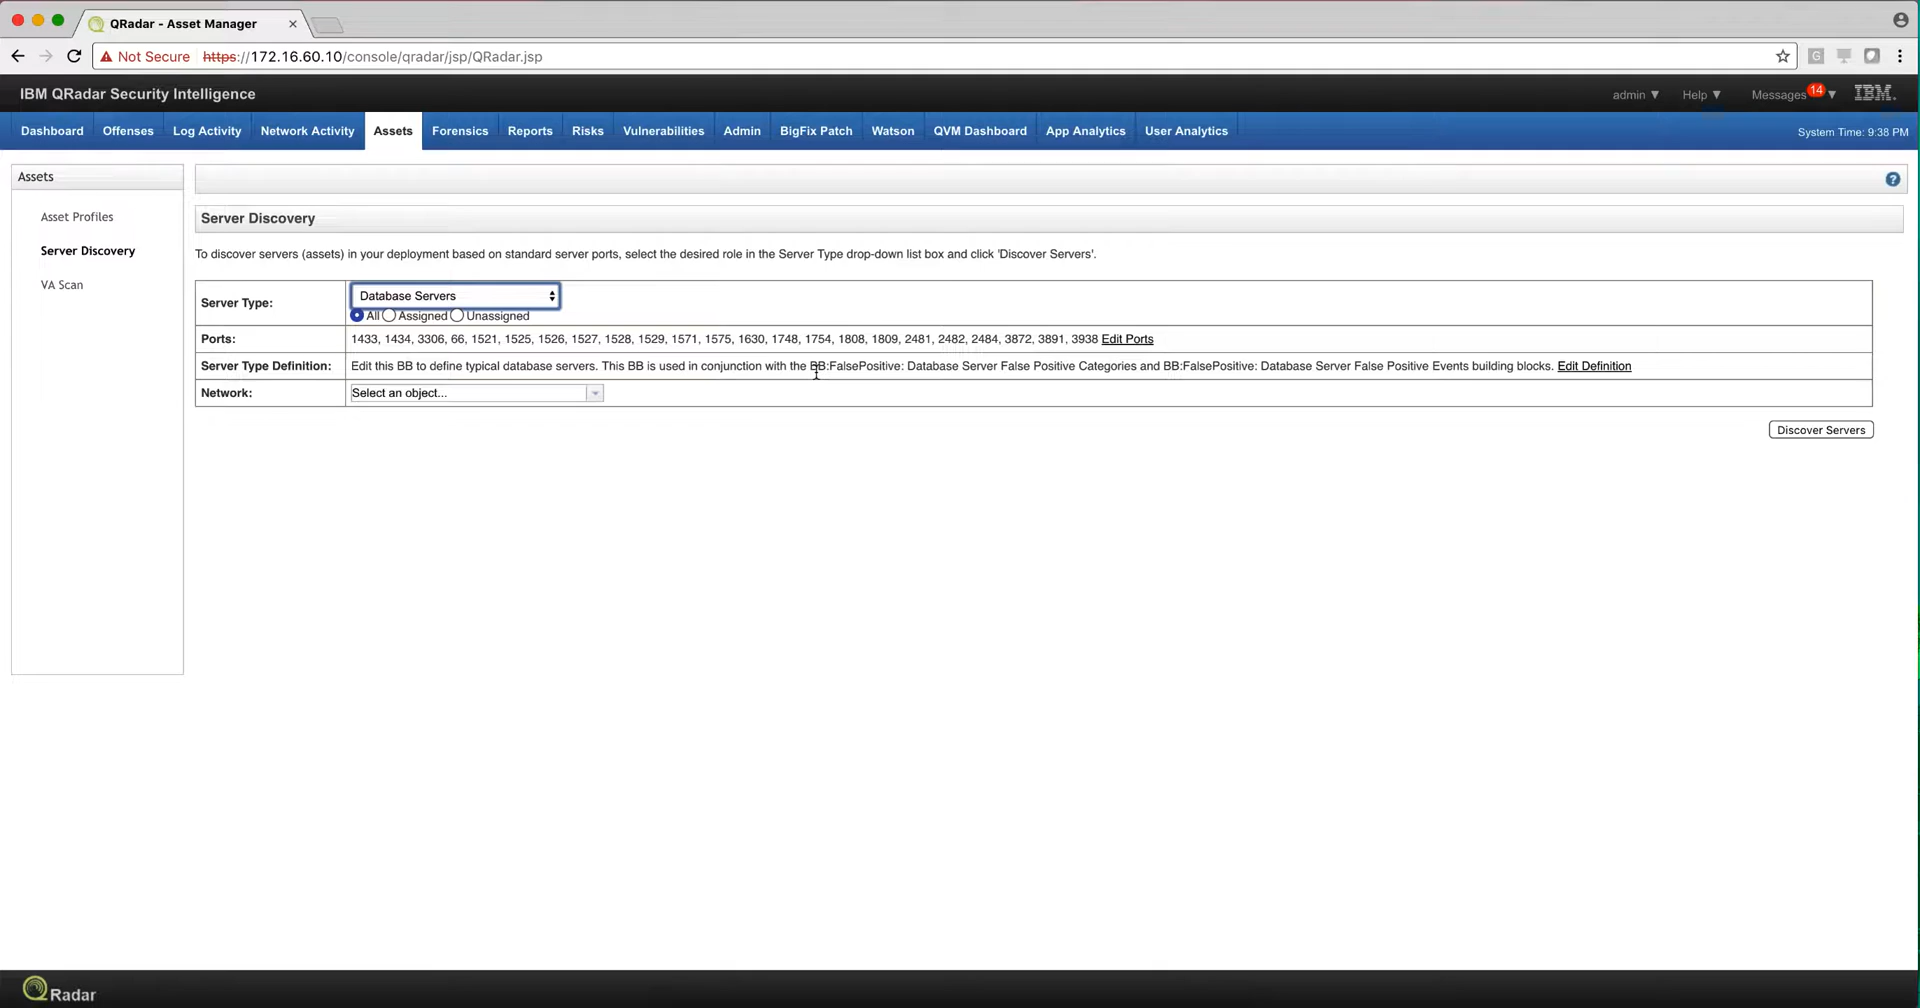 QRadar - Asset Manager ×
Not Secure https://172.16.60.10/console/qradar/jsp/QRadar.jsp
IBM QRadar Security Intelligence
admin ▼ Help ▼ Messages 14 ▼ IBM.
Dashboard Offenses Log Activity Network Activity Assets Forensics Reports Risks Vulnerabilities Admin BigFix Patch Watson QVM Dashboard App Analytics User Analytics System Time: 9:38 PM
Assets
Asset Profiles
Server Discovery
VA Scan
?
Server Discovery
To discover servers (assets) in your deployment based on standard server ports, select the desired role in the Server Type drop-down list box and click 'Discover Servers'.
Server Type: Database Servers
All Assigned Unassigned
Ports: 1433, 1434, 3306, 66, 1521, 1525, 1526, 1527, 1528, 1529, 1571, 1575, 1630, 1748, 1754, 1808, 1809, 2481, 2482, 2484, 3872, 3891, 3938 Edit Ports
Server Type Definition: Edit this BB to define typical database servers. This BB is used in conjunction with the BB:FalsePositive: Database Server False Positive Categories and BB:FalsePositive: Database Server False Positive Events building blocks. Edit Definition
Network: Select an object...
Discover Servers
QRadar